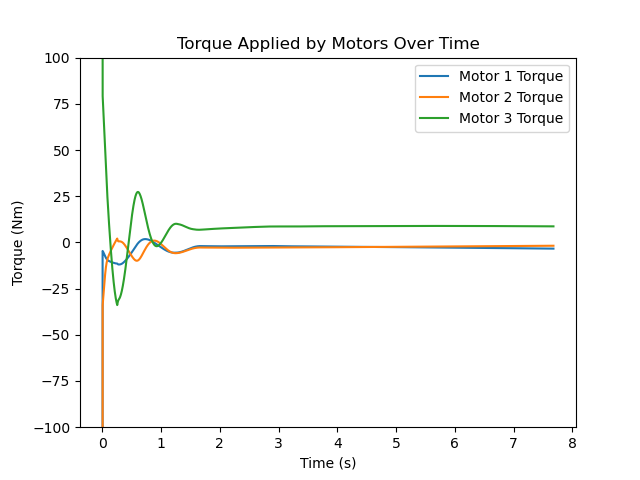 Torque Applied by Motors Over Time
Motor 1 Torque
Motor 2 Torque
Motor 3 Torque
Torque (Nm)
100
75
50
25
0
−25
−50
−75
−100
0 1 2 3 4 5 6 7 8
Time (s)